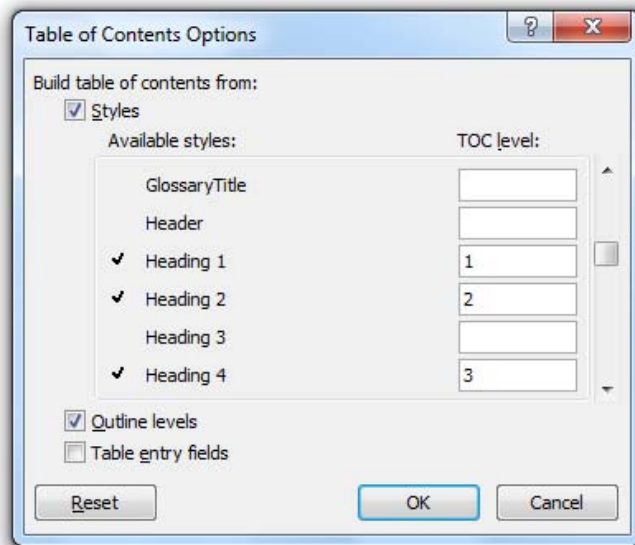 Table of Contents Options
Build table of contents from:
Styles
Available styles: TOC level:
GlossaryTitle
Header
Heading 1 1
Heading 2 2
Heading 3
Heading 4 3
Outline levels
Table entry fields
Reset OK Cancel